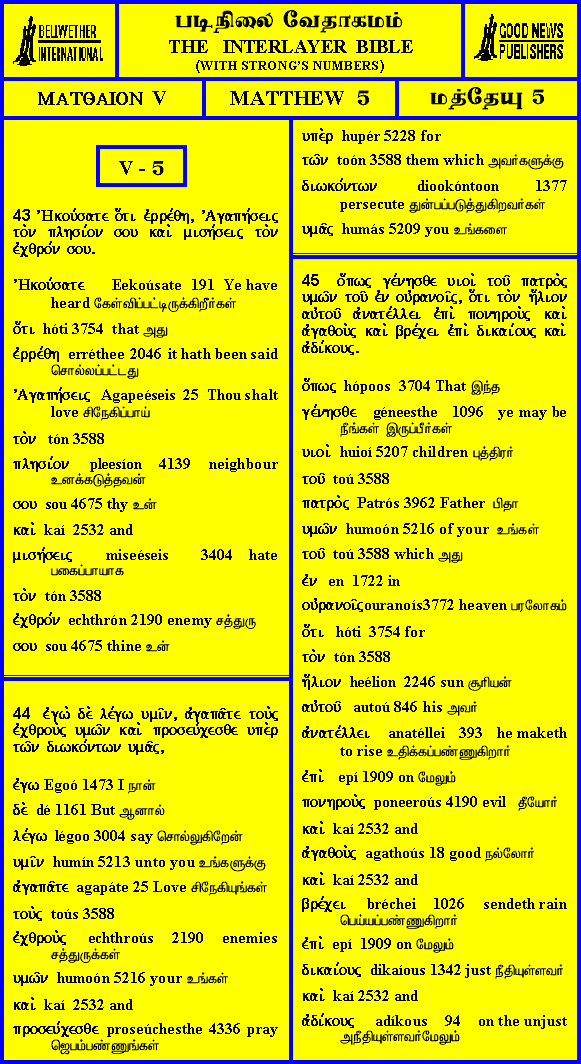 BELLWETHER
INTERNATIONAL
படிநிலை வேதாகமம்
THE INTERLAYER BIBLE
(WITH STRONG'S NUMBERS)
GOOD NEWS
PUBLISHERS
ΜΑΤΘΑΙΟΝ V
MATTHEW 5
மத்தேயு 5
V - 5
43 Ἠκούσατε ὅτι ἐρρέθη, Ἀγαπήσεις
τὸν πλησίον σου καὶ μισήσεις τὸν
ἐχθρόν σου.
Ἠκούσατε Eekoúsate 191 Ye have
heard கேள்விப்பட்டிருக்கிறீர்கள்
ὅτι hóti 3754 that அது
ἐρρέθη erréthee 2046 it hath been said
சொல்லப்பட்டது
Ἀγαπήσεις Agapeéseis 25 Thou shalt
love சிநேகிப்பாய்
τὸν tón 3588
πλησίον pleesíon 4139 neighbour
உனக்கடுத்தவன்
σου sou 4675 thy உன்
καὶ kaí 2532 and
μισήσεις miseéseis 3404 hate
பகைப்பாயாக
τὸν tón 3588
ἐχθρόν echthrón 2190 enemy சத்துரு
σου sou 4675 thine உன்
44 ἐγὼ δὲ λέγω υμῖν, ἀγαπᾶτε τοὺς
ἐχθροὺς υμῶν καὶ προσεύχεσθε υπὲρ
τῶν διωκόντων υμᾶς,
ἐγω Egoó 1473 I நான்
δὲ dé 1161 But ஆனால்
λέγω légoo 3004 say சொல்லுகிறேன்
υμῖν humín 5213 unto you உங்களுக்கு
ἀγαπᾶτε agapáte 25 Love சிநேகியுங்கள்
τοὺς toús 3588
ἐχθροὺς echthroús 2190 enemies
சத்துருக்கள்
υμῶν humoón 5216 your உங்கள்
καὶ kaí 2532 and
προσεύχεσθε proseúchesthe 4336 pray
ஜெபம்பண்ணுங்கள்
υπὲρ hupér 5228 for
τῶν toón 3588 them which அவர்களுக்கு
διωκόντων diookóntoon 1377
persecute துன்பப்படுத்துகிறவர்கள்
υμᾶς humás 5209 you உங்களை
45 ὅπως γένησθε υιοὶ τοῦ πατρὸς
υμῶν τοῦ ἐν οὐρανοῖς, ὅτι τὸν ἥλιον
αὐτοῦ ἀνατέλλει ἐπὶ πονηροὺς καὶ
ἀγαθοὺς καὶ βρέχει ἐπὶ δικαίους καὶ
ἀδίκους.
ὅπως hópoos 3704 That இந்த
γένησθε géneesthe 1096 ye may be
நீங்கள் இருப்பீர்கள்
υιοὶ huioí 5207 children புத்திரர்
τοῦ toú 3588
πατρὸς Patrós 3962 Father பிதா
υμῶν humoón 5216 of your உங்கள்
τοῦ toú 3588 which அது
ἐν en 1722 in
οὐρανοῖς ouranoís3772 heaven பரலோகம்
ὅτι hóti 3754 for
τὸν tón 3588
ἥλιον heélion 2246 sun சூரியன்
αὐτοῦ autoú 846 his அவர்
ἀνατέλλει anatéllei 393 he maketh
to rise உதிக்கப்பண்ணுகிறார்
ἐπὶ epí 1909 on மேலும்
πονηροὺς poneeroús 4190 evil தீயோர்
καὶ kaí 2532 and
ἀγαθοὺς agathoús 18 good நல்லோர்
καὶ kaí 2532 and
βρέχει bréchei 1026 sendeth rain
பெய்யப்பண்ணுகிறார்
ἐπὶ epí 1909 on மேலும்
δικαίους dikaíous 1342 just நீதியுள்ளவர்
καὶ kaí 2532 and
ἀδίκους adíkous 94 on the unjust
அநீதியுள்ளவர்மேலும்